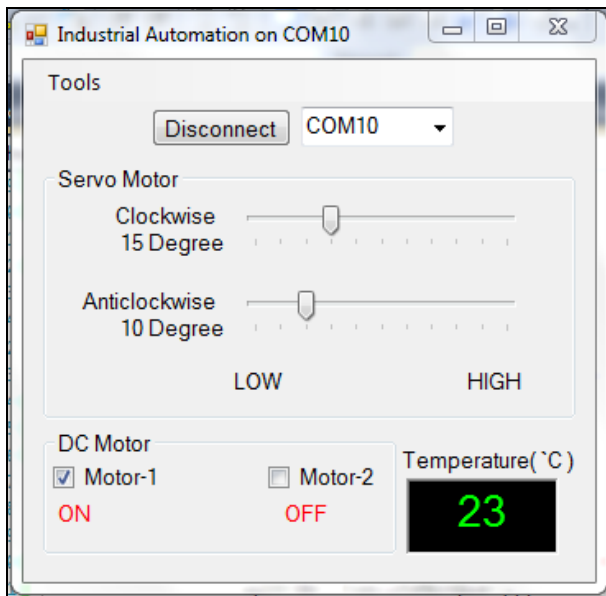 Industrial Automation on COM10
Tools
Disconnect COM10
Servo Motor
Clockwise
15 Degree
Anticlockwise
10 Degree
LOW HIGH
DC Motor
Motor-1 Motor-2
ON OFF
Temperature(`C)
23